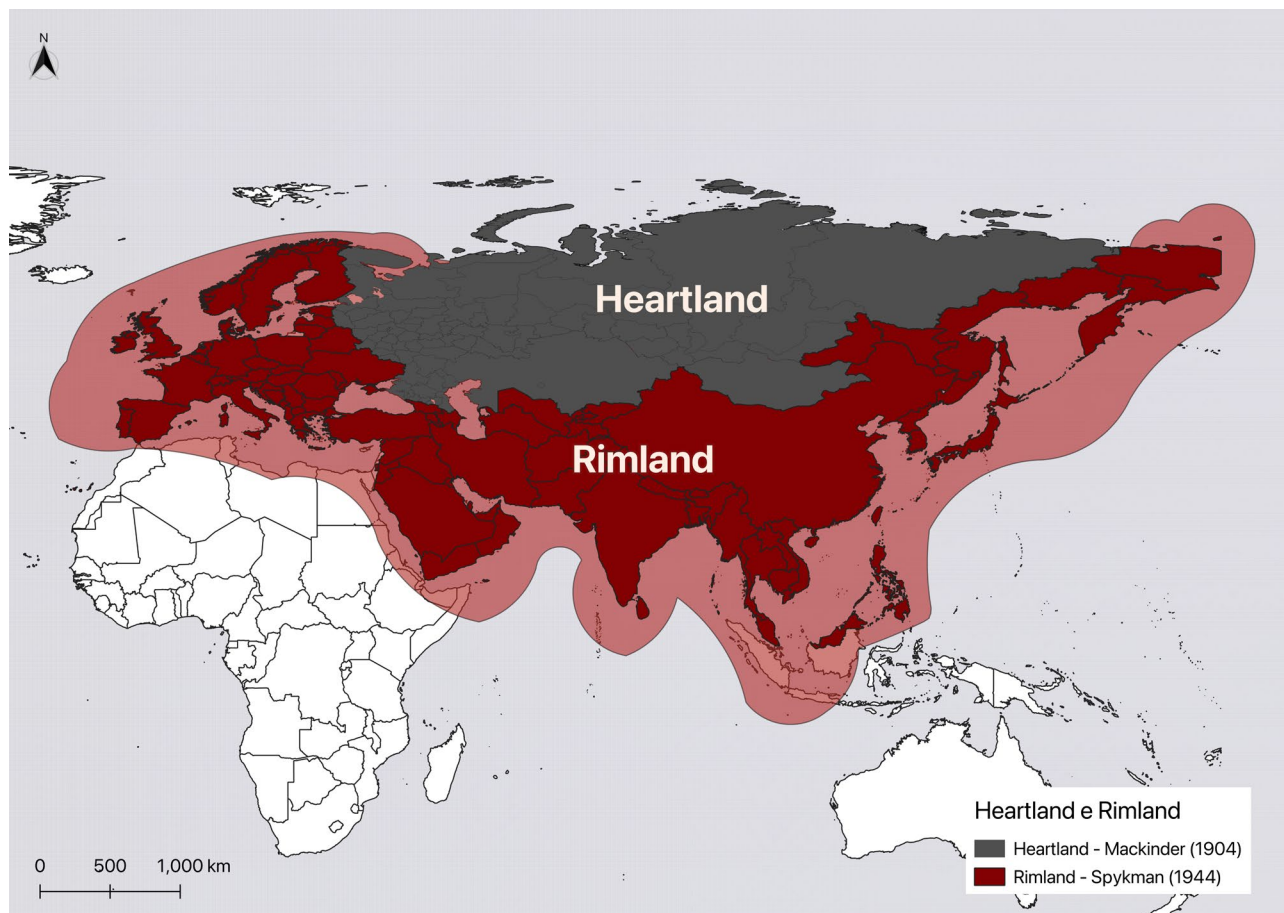 N
Heartland
Rimland
Heartland e Rimland
Heartland - Mackinder (1904)
Rimland - Spykman (1944)
0 500 1,000 km